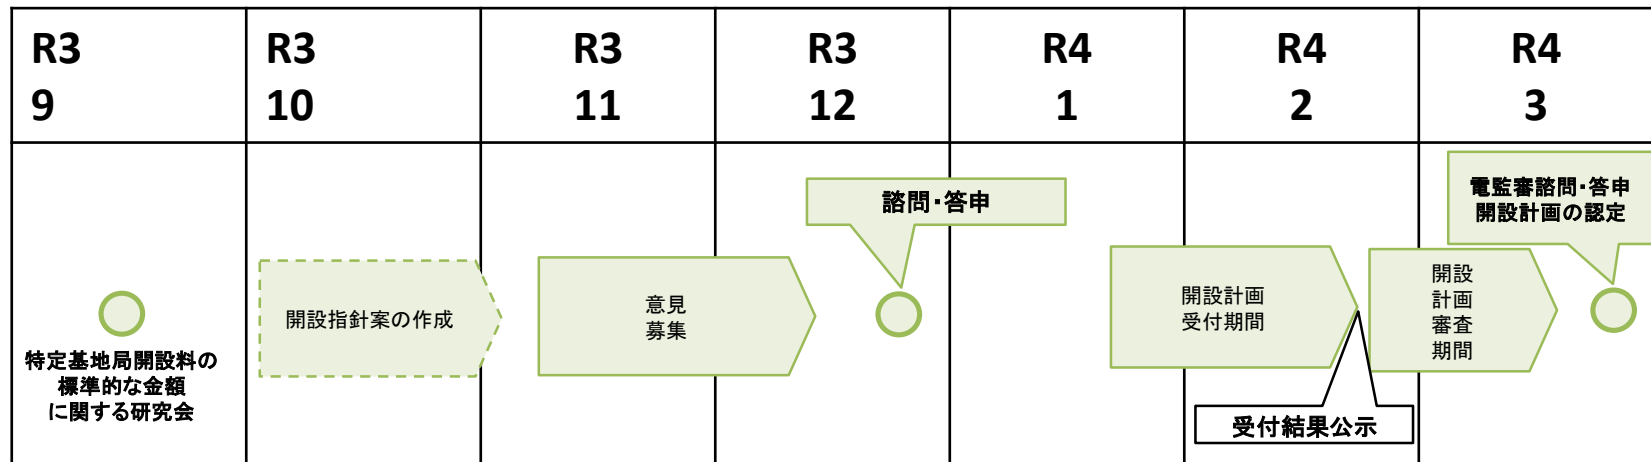 R3
9
R3
10
R3
11
R3
12
R4
1
R4
2
R4
3
特定基地局開設料の
標準的な金額
に関する研究会
開設指針案の作成
意見
募集
諮問・答申
開設計画
受付期間
受付結果公示
開設
計画
審査
期間
電監審諮問・答申
開設計画の認定